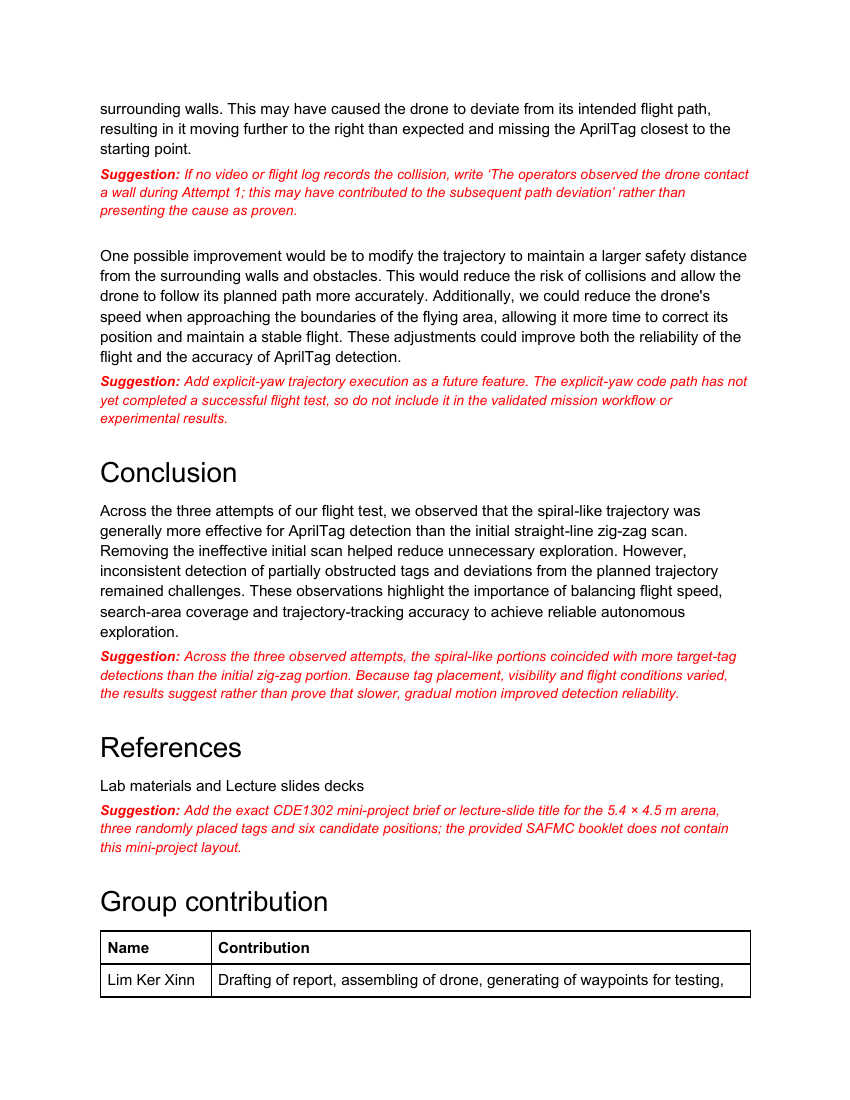 surrounding walls. This may have caused the drone to deviate from its intended flight path,
resulting in it moving further to the right than expected and missing the AprilTag closest to the
starting point.
Suggestion: If no video or flight log records the collision, write ‘The operators observed the drone contact
a wall during Attempt 1; this may have contributed to the subsequent path deviation’ rather than
presenting the cause as proven.
One possible improvement would be to modify the trajectory to maintain a larger safety distance
from the surrounding walls and obstacles. This would reduce the risk of collisions and allow the
drone to follow its planned path more accurately. Additionally, we could reduce the drone's
speed when approaching the boundaries of the flying area, allowing it more time to correct its
position and maintain a stable flight. These adjustments could improve both the reliability of the
flight and the accuracy of AprilTag detection.
Suggestion: Add explicit-yaw trajectory execution as a future feature. The explicit-yaw code path has not
yet completed a successful flight test, so do not include it in the validated mission workflow or
experimental results.
Conclusion
Across the three attempts of our flight test, we observed that the spiral-like trajectory was
generally more effective for AprilTag detection than the initial straight-line zig-zag scan.
Removing the ineffective initial scan helped reduce unnecessary exploration. However,
inconsistent detection of partially obstructed tags and deviations from the planned trajectory
remained challenges. These observations highlight the importance of balancing flight speed,
search-area coverage and trajectory-tracking accuracy to achieve reliable autonomous
exploration.
Suggestion: Across the three observed attempts, the spiral-like portions coincided with more target-tag
detections than the initial zig-zag portion. Because tag placement, visibility and flight conditions varied,
the results suggest rather than prove that slower, gradual motion improved detection reliability.
References
Lab materials and Lecture slides decks
Suggestion: Add the exact CDE1302 mini-project brief or lecture-slide title for the 5.4 × 4.5 m arena,
three randomly placed tags and six candidate positions; the provided SAFMC booklet does not contain
this mini-project layout.
Group contribution
Name Contribution
Lim Ker Xinn Drafting of report, assembling of drone, generating of waypoints for testing,